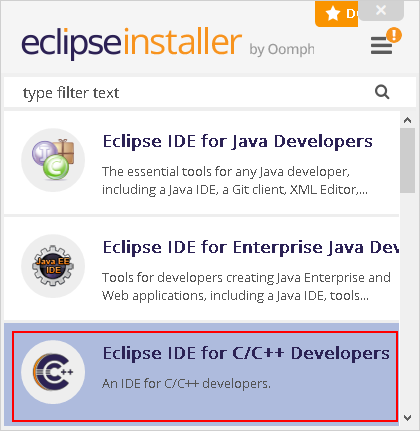 D
eclipseinstaller by Oomph
type filter text
Eclipse IDE for Java Developers
The essential tools for any Java developer,
including a Java IDE, a Git client, XML Editor,...
Java EE
IDE
Eclipse IDE for Enterprise Java Dev
Tools for developers creating Java Enterprise and
Web applications, including a Java IDE, tools...
C++
Eclipse IDE for C/C++ Developers
An IDE for C/C++ developers.